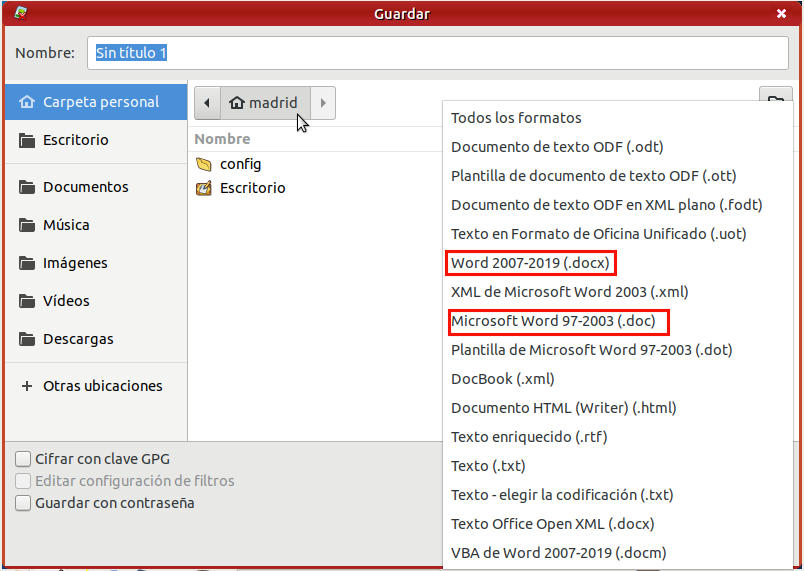 Guardar
Nombre:
Sin título 1
Carpeta personal
Escritorio
Documentos
Música
Imágenes
Vídeos
Descargas
+ Otras ubicaciones
madrid
Nombre
config
Escritorio
Todos los formatos
Documento de texto ODF (.odt)
Plantilla de documento de texto ODF (.ott)
Documento de texto ODF en XML plano (.fodt)
Texto en Formato de Oficina Unificado (.uot)
Word 2007-2019 (.docx)
XML de Microsoft Word 2003 (.xml)
Microsoft Word 97-2003 (.doc)
Plantilla de Microsoft Word 97-2003 (.dot)
DocBook (.xml)
Documento HTML (Writer) (.html)
Texto enriquecido (.rtf)
Texto (.txt)
Texto - elegir la codificación (.txt)
Texto Office Open XML (.docx)
VBA de Word 2007-2019 (.docm)
Cifrar con clave GPG
Editar configuración de filtros
Guardar con contraseña